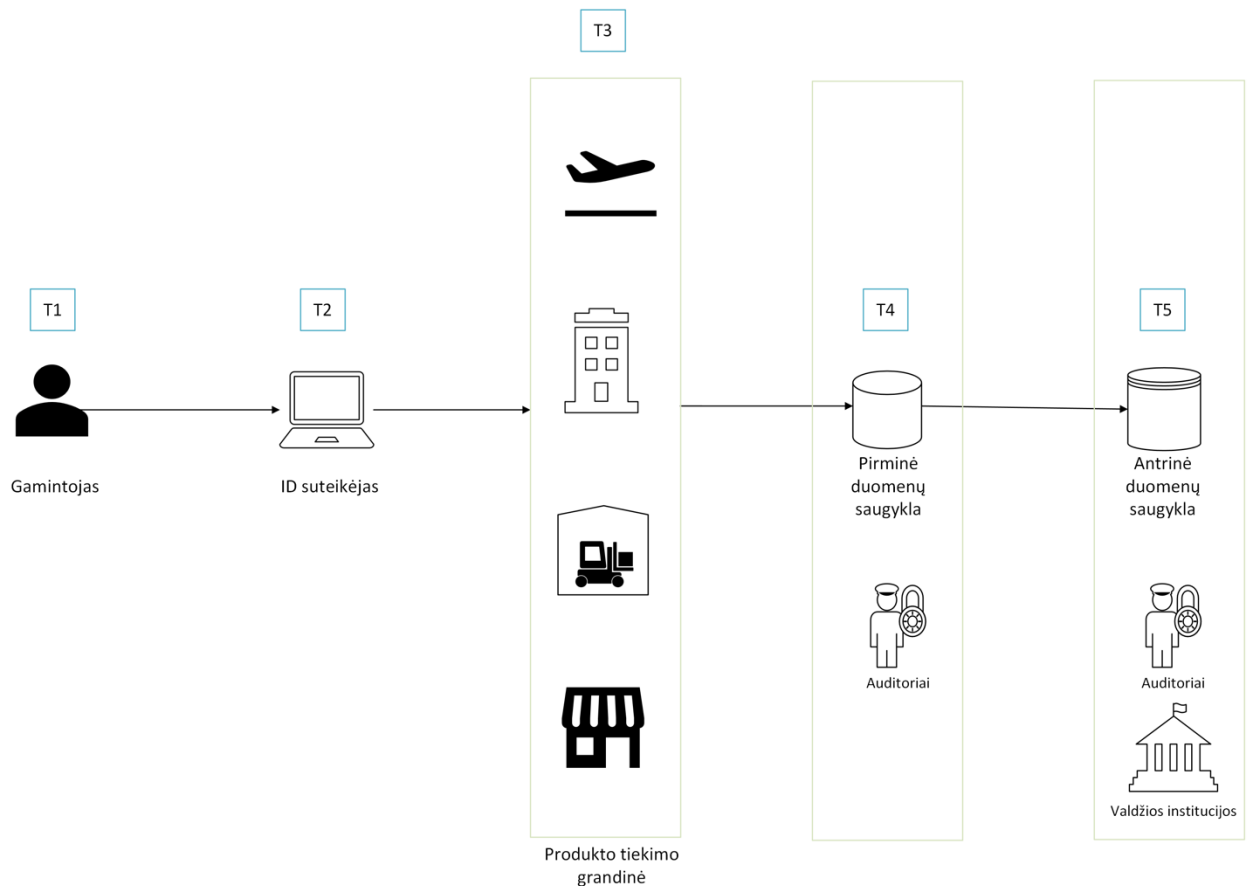 T3
T1
T2
T4
T5
Gamintojas
ID suteikėjas
Pirminė
duomenų
saugykla
Antrinė
duomenų
saugykla
Auditoriai
Auditoriai
Valdžios institucijos
Produkto tiekimo
grandinė